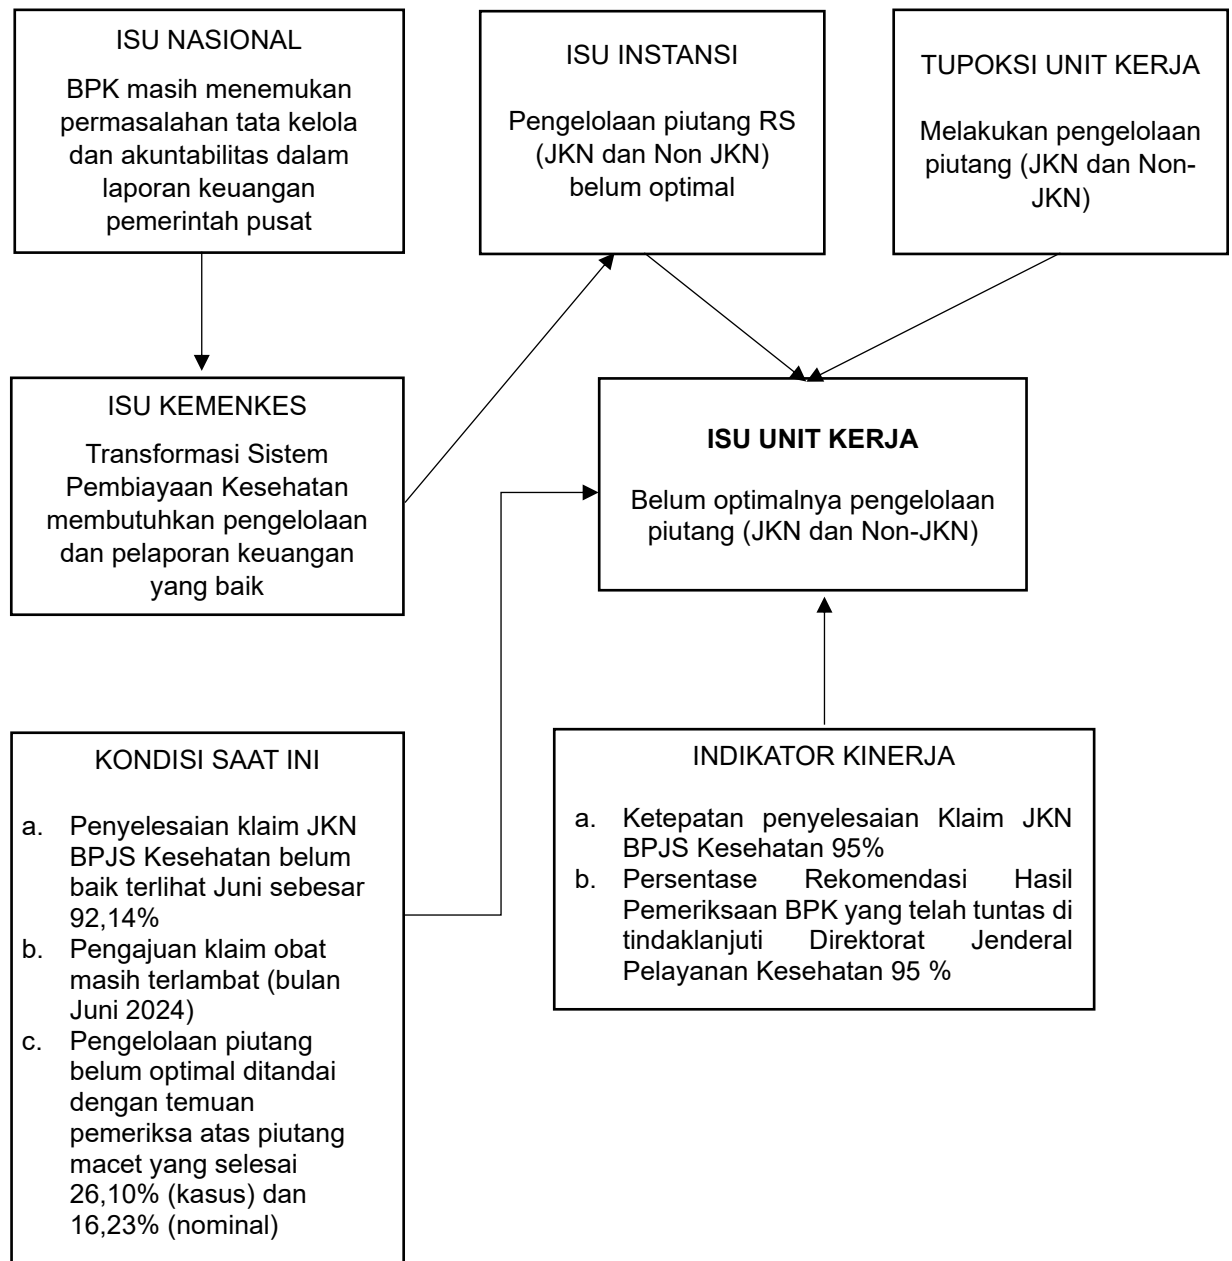 ISU NASIONAL
BPK masih menemukan
permasalahan tata kelola
dan akuntabilitas dalam
laporan keuangan
pemerintah pusat
ISU INSTANSI
Pengelolaan piutang RS
(JKN dan Non JKN)
belum optimal
TUPOKSI UNIT KERJA
Melakukan pengelolaan
piutang (JKN dan Non-
JKN)
ISU KEMENKES
Transformasi Sistem
Pembiayaan Kesehatan
membutuhkan pengelolaan
dan pelaporan keuangan
yang baik
ISU UNIT KERJA
Belum optimalnya pengelolaan
piutang (JKN dan Non-JKN)
KONDISI SAAT INI
a. Penyelesaian klaim JKN
BPJS Kesehatan belum
baik terlihat Juni sebesar
92,14%
b. Pengajuan klaim obat
masih terlambat (bulan
Juni 2024)
c. Pengelolaan piutang
belum optimal ditandai
dengan temuan
pemeriksa atas piutang
macet yang selesai
26,10% (kasus) dan
16,23% (nominal)
INDIKATOR KINERJA
a. Ketepatan penyelesaian Klaim JKN
BPJS Kesehatan 95%
b. Persentase Rekomendasi Hasil
Pemeriksaan BPK yang telah tuntas di
tindaklanjuti Direktorat Jenderal
Pelayanan Kesehatan 95 %